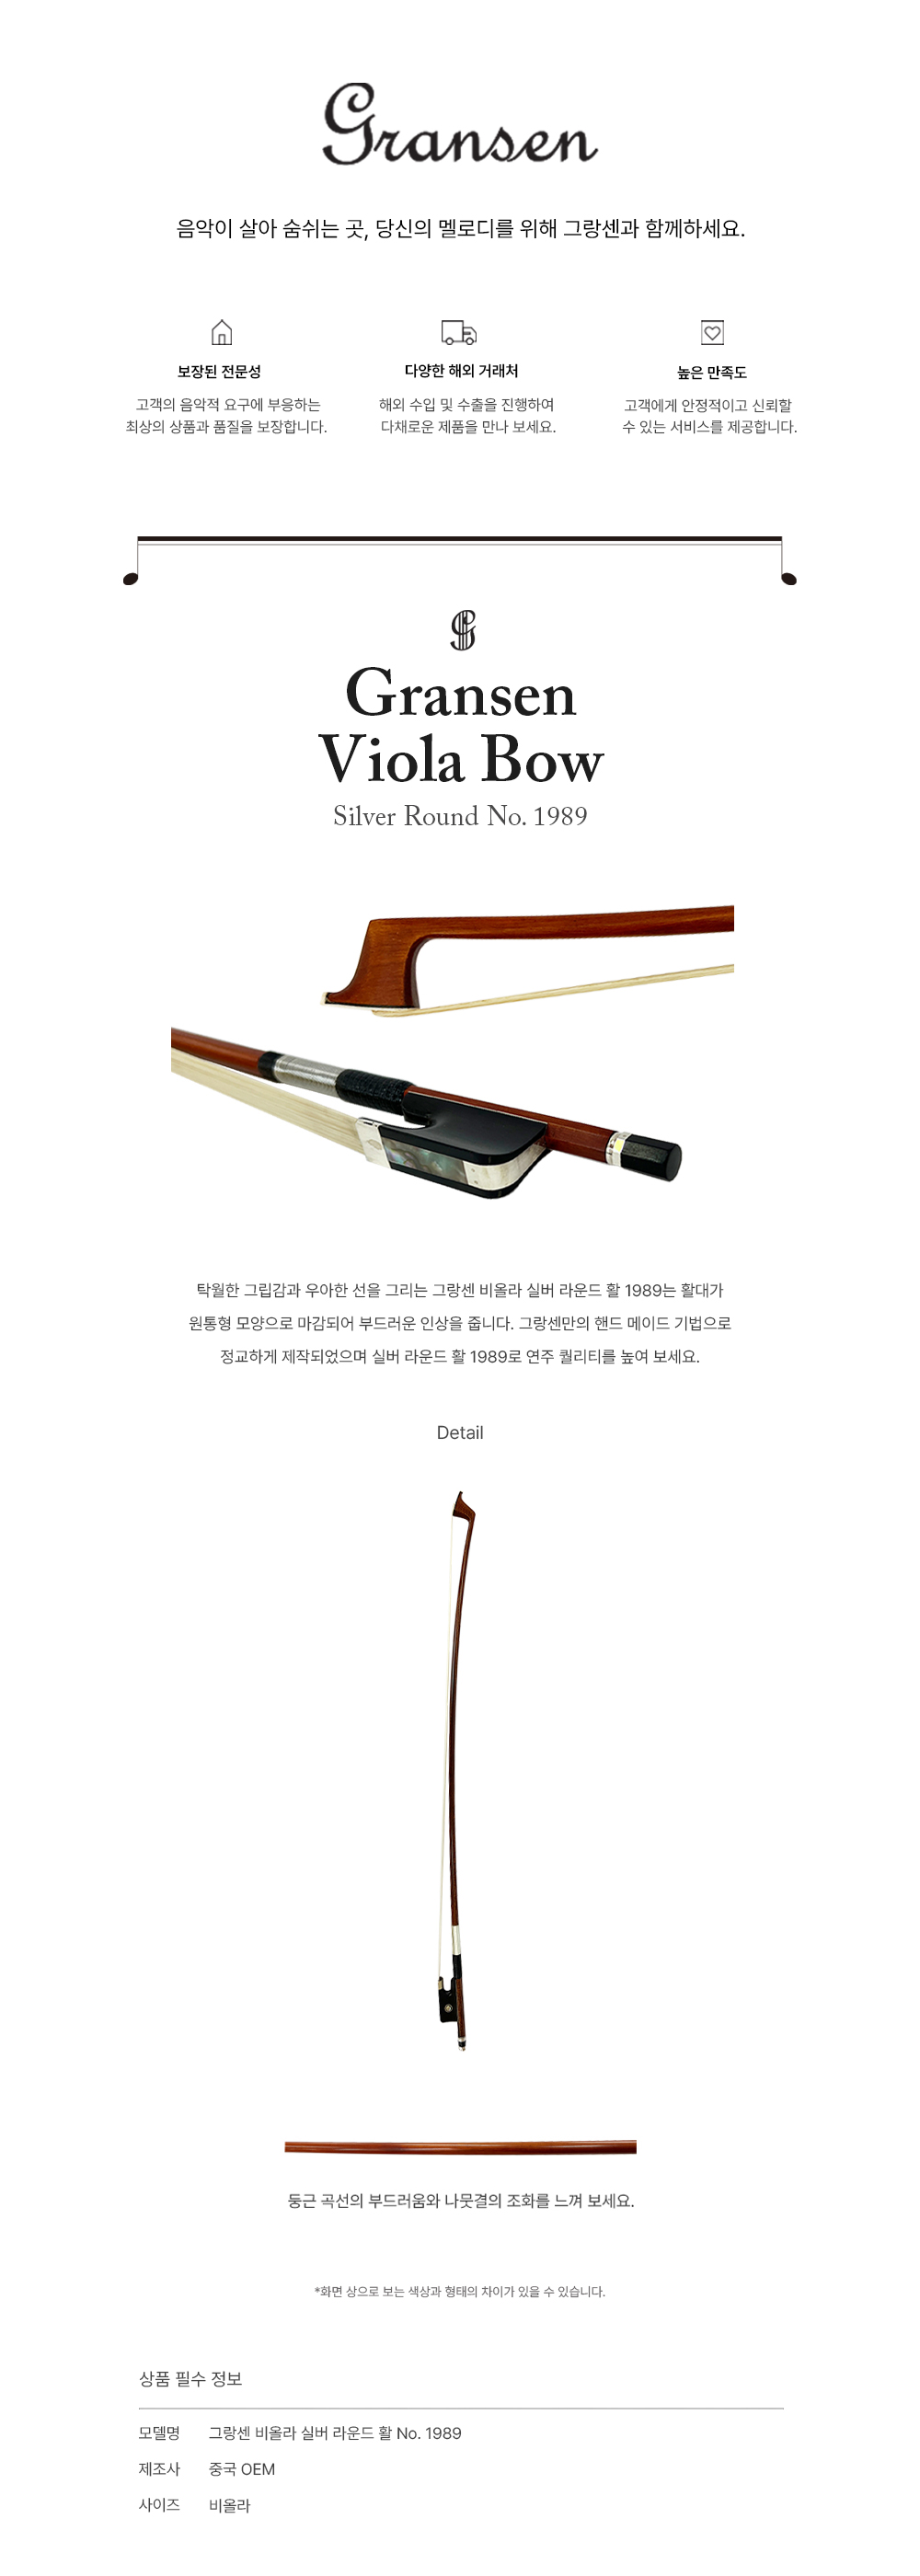 Gransen
음악이 살아 숨쉬는 곳, 당신의 멜로디를 위해 그랑센과 함께하세요.
보장된 전문성
고객의 음악적 요구에 부응하는
최상의 상품과 품질을 보장합니다.
다양한 해외 거래처
해외 수입 및 수출을 진행하여
다채로운 제품을 만나 보세요.
높은 만족도
고객에게 안정적이고 신뢰할
수 있는 서비스를 제공합니다.
Gransen
Viola Bow
Silver Round No. 1989
탁월한 그립감과 우아한 선을 그리는 그랑센 비올라 실버 라운드 활 1989는 활대가
원통형 모양으로 마감되어 부드러운 인상을 줍니다. 그랑센만의 핸드 메이드 기법으로
정교하게 제작되었으며 실버 라운드 활 1989로 연주 퀄리티를 높여 보세요.
Detail
둥근 곡선의 부드러움와 나뭇결의 조화를 느껴 보세요.
*화면 상으로 보는 색상과 형태의 차이가 있을 수 있습니다.
상품 필수 정보
모델명 그랑센 비올라 실버 라운드 활 No. 1989
제조사 중국 OEM
사이즈 비올라